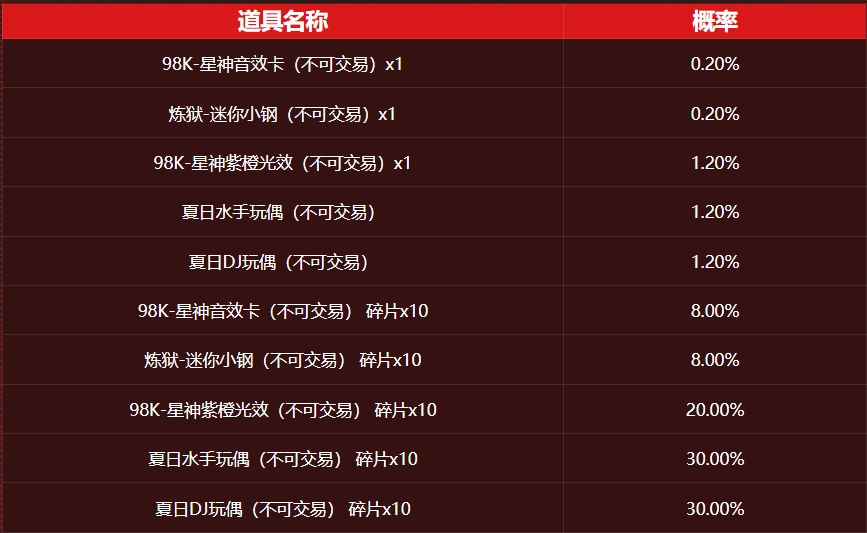 道具名称 概率
98K-星神音效卡（不可交易）x1 0.20%
炼狱-迷你小钢（不可交易）x1 0.20%
98K-星神紫橙光效（不可交易）x1 1.20%
夏日水手玩偶（不可交易） 1.20%
夏日DJ玩偶（不可交易） 1.20%
98K-星神音效卡（不可交易） 碎片x10 8.00%
炼狱-迷你小钢（不可交易） 碎片x10 8.00%
98K-星神紫橙光效（不可交易） 碎片x10 20.00%
夏日水手玩偶（不可交易） 碎片x10 30.00%
夏日DJ玩偶（不可交易） 碎片x10 30.00%